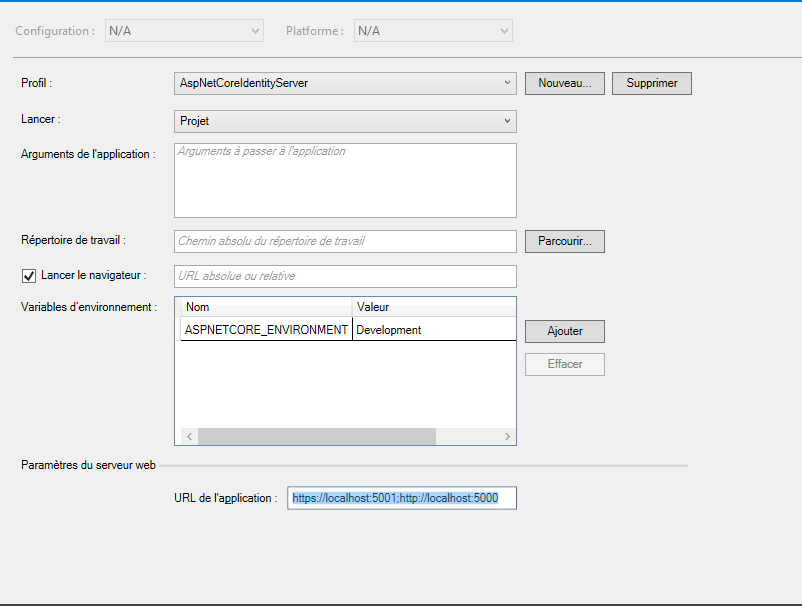 Configuration : N/A Platforme : N/A
Profil : AspNetCoreIdentityServer Nouveau... Supprimer
Lancer : Projet
Arguments de l'application : Arguments à passer à l'application
Répertoire de travail : Chemin absolu du répertoire de travail Parcourir...
Lancer le navigateur : URL absolue ou relative
Variables d'environnement : Nom Valeur
ASPNETCORE_ENVIRONMENT Development Ajouter
Effacer
Paramètres du serveur web
URL de l'application : https://localhost:5001;http://localhost:5000